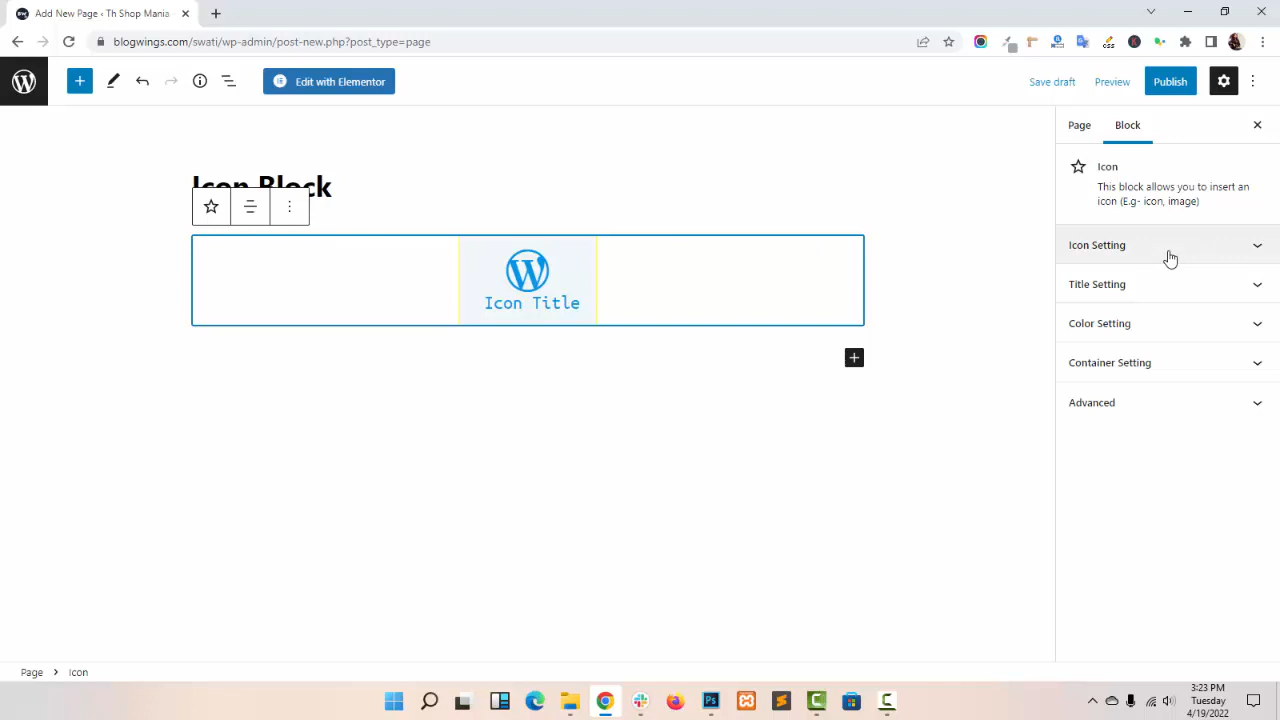 Add New Page ‹ Th Shop Mania
blogwings.com/swati/wp-admin/post-new.php?post_type=page
Edit with Elementor
Save draft
Preview
Publish
Page
Block
Icon
This block allows you to insert an
icon (E.g- icon, image)
Icon Setting
Title Setting
Color Setting
Container Setting
Advanced
Icon Block
Icon Title
Page
Icon
3:23 PM
Tuesday
4/19/2022